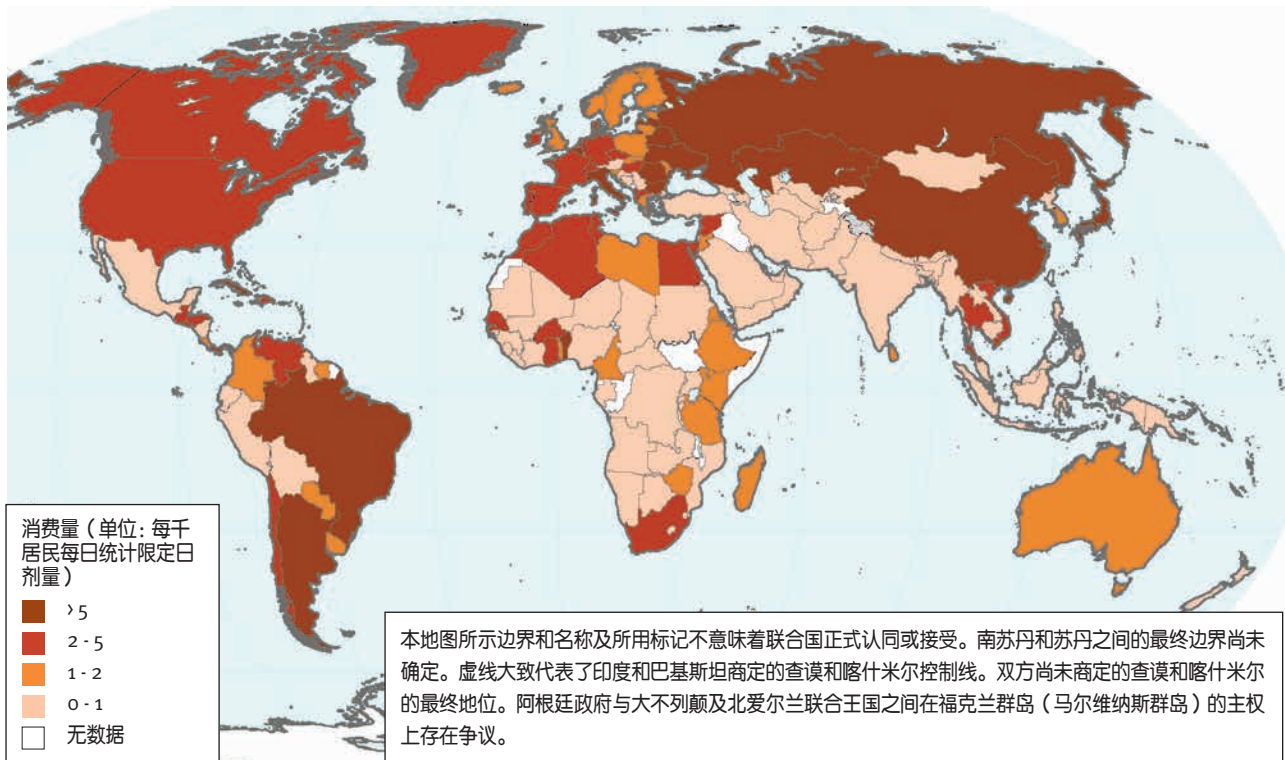 消费量（单位：每千
居民每日统计限定日
剂量）
>5
2 - 5
1 - 2
0 - 1
无数据
本地图所示边界和名称及所用标记不意味着联合国正式认同或接受。南苏丹和苏丹之间的最终边界尚未
确定。虚线大致代表了印度和巴基斯坦商定的查谟和喀什米尔控制线。双方尚未商定的查谟和喀什米尔
的最终地位。阿根廷政府与大不列颠及北爱尔兰联合王国之间在福克兰群岛（马尔维纳斯群岛）的主权
上存在争议。